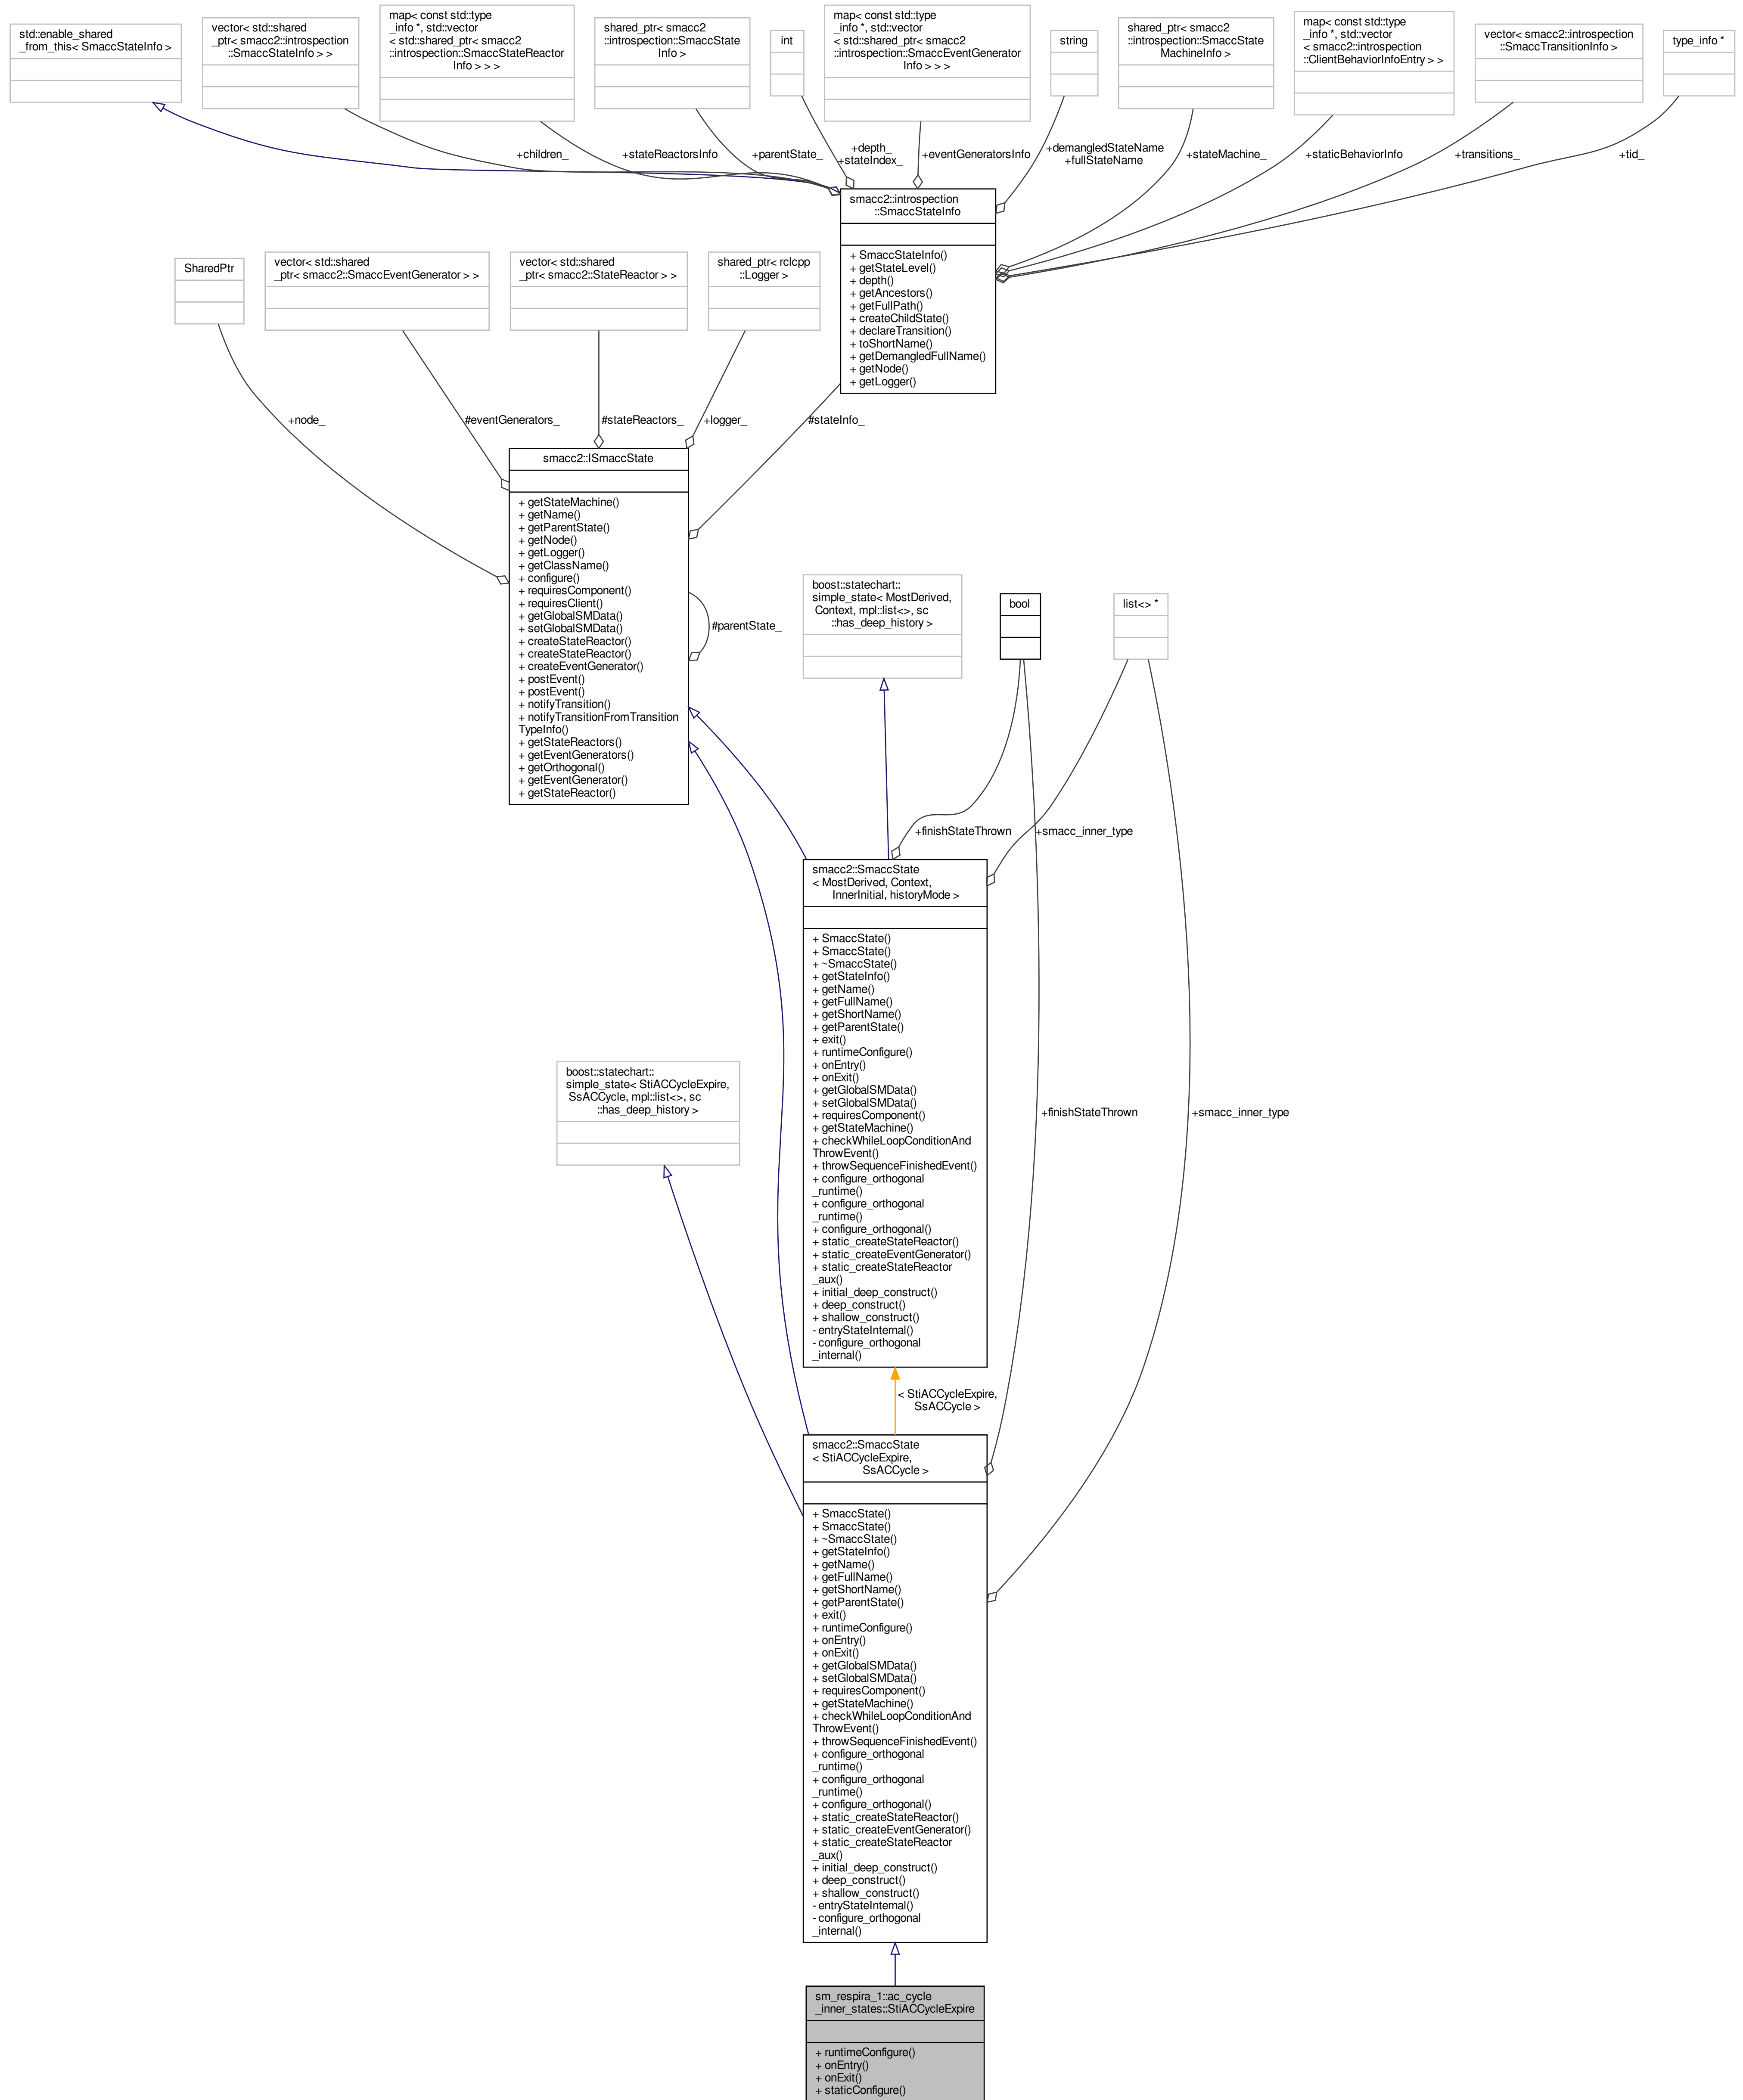 std::enable_shared
_from_this< SmaccStateInfo >
vector< std::shared
_ptr< smacc2::introspection
::SmaccStateInfo > >
map< const std::type
_info *, std::vector
< std::shared_ptr< smacc2
::introspection::SmaccStateReactor
Info > > >
shared_ptr< smacc2
::introspection::SmaccState
Info >
int
map< const std::type
_info *, std::vector
< std::shared_ptr< smacc2
::introspection::SmaccEventGenerator
Info > > >
string
shared_ptr< smacc2
::introspection::SmaccState
MachineInfo >
map< const std::type
_info *, std::vector
< smacc2::introspection
::ClientBehaviorInfoEntry > >
vector< smacc2::introspection
::SmaccTransitionInfo >
type_info *
+children_
+stateReactorsInfo
+parentState_
+depth_
+stateIndex_
+eventGeneratorsInfo
+demangledStateName
+fullStateName
+stateMachine_
+staticBehaviorInfo
+transitions_
+tid_
smacc2::introspection
::SmaccStateInfo
+ SmaccStateInfo()
+ getStateLevel()
+ depth()
+ getAncestors()
+ getFullPath()
+ createChildState()
+ declareTransition()
+ toShortName()
+ getDemangledFullName()
+ getNode()
+ getLogger()
SharedPtr
vector< std::shared
_ptr< smacc2::SmaccEventGenerator > >
vector< std::shared
_ptr< smacc2::StateReactor > >
shared_ptr< rclcpp
::Logger >
+node_
#eventGenerators_
#stateReactors_
+logger_
#stateInfo_
smacc2::ISmaccState
+ getStateMachine()
+ getName()
+ getParentState()
+ getNode()
+ getLogger()
+ getClassName()
+ configure()
+ requiresComponent()
+ requiresClient()
+ getGlobalSMData()
+ setGlobalSMData()
+ createStateReactor()
+ createStateReactor()
+ createEventGenerator()
+ postEvent()
+ postEvent()
+ notifyTransition()
+ notifyTransitionFromTransition
TypeInfo()
+ getStateReactors()
+ getEventGenerators()
+ getOrthogonal()
+ getEventGenerator()
+ getStateReactor()
#parentState_
boost::statechart::
simple_state< MostDerived,
Context, mpl::list<>, sc
::has_deep_history >
bool
list<> *
+finishStateThrown
+smacc_inner_type
smacc2::SmaccState
< MostDerived, Context,
InnerInitial, historyMode >
+ SmaccState()
+ SmaccState()
+ ~SmaccState()
+ getStateInfo()
+ getName()
+ getFullName()
+ getShortName()
+ getParentState()
+ exit()
+ runtimeConfigure()
+ onEntry()
+ onExit()
+ getGlobalSMData()
+ setGlobalSMData()
+ requiresComponent()
+ getStateMachine()
+ checkWhileLoopConditionAnd
ThrowEvent()
+ throwSequenceFinishedEvent()
+ configure_orthogonal
_runtime()
+ configure_orthogonal
_runtime()
+ configure_orthogonal()
+ static_createStateReactor()
+ static_createEventGenerator()
+ static_createStateReactor
_aux()
+ initial_deep_construct()
+ deep_construct()
+ shallow_construct()
- entryStateInternal()
- configure_orthogonal
_internal()
boost::statechart::
simple_state< StiACCycleExpire,
SsACCycle, mpl::list<>, sc
::has_deep_history >
+finishStateThrown
+smacc_inner_type
< StiACCycleExpire,
SsACCycle >
smacc2::SmaccState
< StiACCycleExpire,
SsACCycle >
+ SmaccState()
+ SmaccState()
+ ~SmaccState()
+ getStateInfo()
+ getName()
+ getFullName()
+ getShortName()
+ getParentState()
+ exit()
+ runtimeConfigure()
+ onEntry()
+ onExit()
+ getGlobalSMData()
+ setGlobalSMData()
+ requiresComponent()
+ getStateMachine()
+ checkWhileLoopConditionAnd
ThrowEvent()
+ throwSequenceFinishedEvent()
+ configure_orthogonal
_runtime()
+ configure_orthogonal
_runtime()
+ configure_orthogonal()
+ static_createStateReactor()
+ static_createEventGenerator()
+ static_createStateReactor
_aux()
+ initial_deep_construct()
+ deep_construct()
+ shallow_construct()
- entryStateInternal()
- configure_orthogonal
_internal()
sm_respira_1::ac_cycle
_inner_states::StiACCycleExpire
+ runtimeConfigure()
+ onEntry()
+ onExit()
+ staticConfigure()